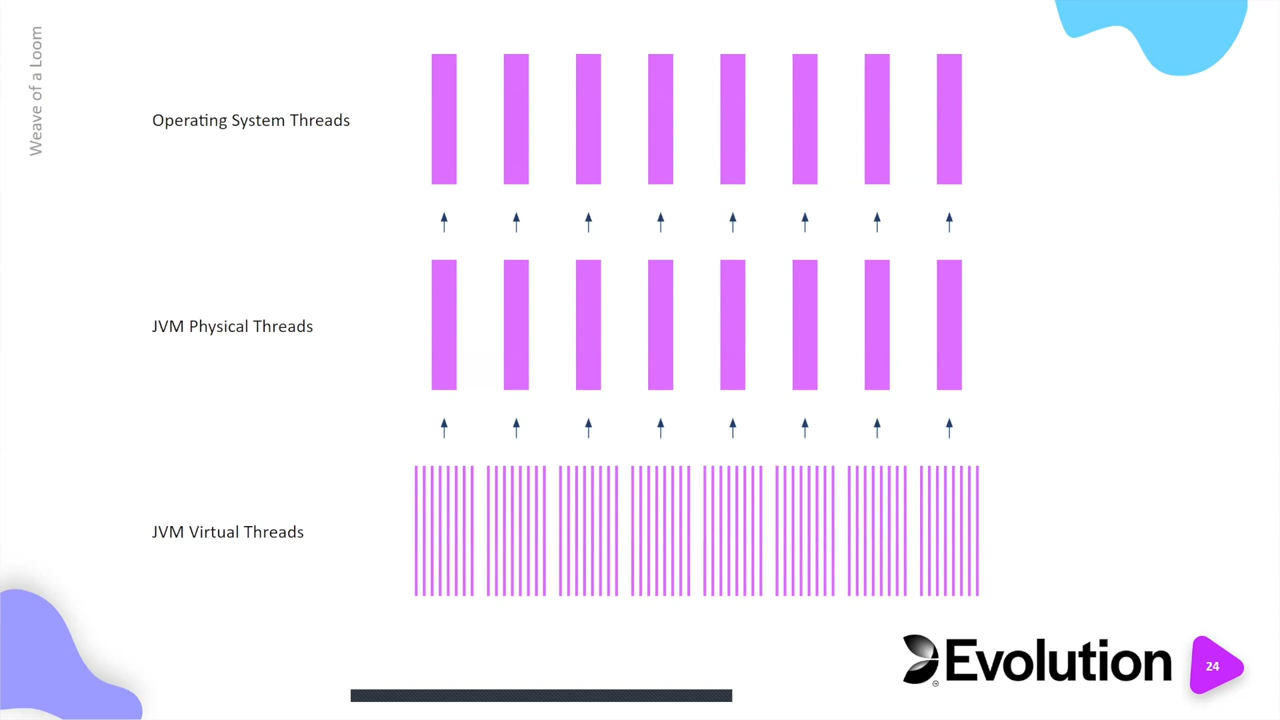 Weave of a Loom
Operating System Threads
JVM Physical Threads
JVM Virtual Threads
Evolution
24